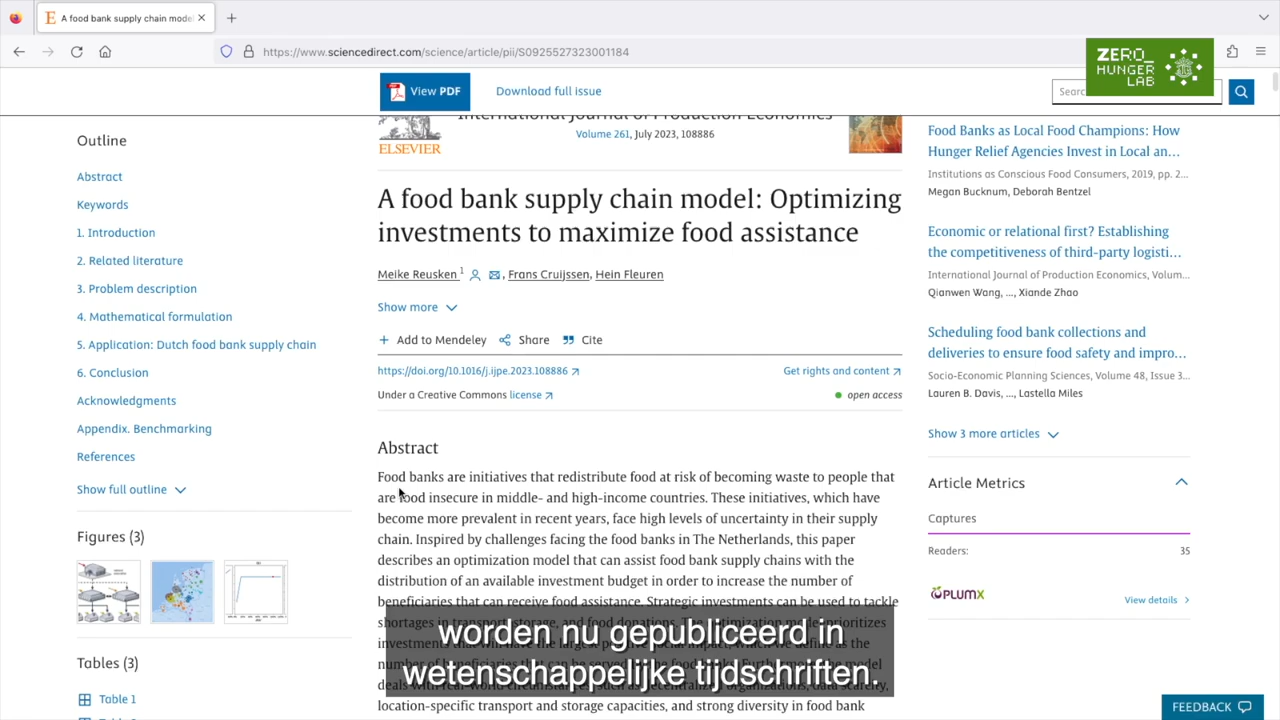 A food bank supply chain mode
https://www.sciencedirect.com/science/article/pii/S0925527323001184
ZERO_
HUNGER
LAB
View PDF
Download full issue
Outline
Abstract
Keywords
1. Introduction
2. Related literature
3. Problem description
4. Mathematical formulation
5. Application: Dutch food bank supply chain
6. Conclusion
Acknowledgments
Appendix. Benchmarking
References
Show full outline
Figures (3)
Tables (3)
Table 1
International Journal of Production Economics
Volume 261, July 2023, 108886
ELSEVIER
A food bank supply chain model: Optimizing
investments to maximize food assistance
Meike Reusken 1, Frans Cruijssen, Hein Fleuren
Show more
Add to Mendeley Share Cite
https://doi.org/10.1016/j.ijpe.2023.108886
Get rights and content
Under a Creative Commons license
open access
Abstract
Food banks are initiatives that redistribute food at risk of becoming waste to people that
are food insecure in middle- and high-income countries. These initiatives, which have
become more prevalent in recent years, face high levels of uncertainty in their supply
chain. Inspired by challenges facing the food banks in The Netherlands, this paper
describes an optimization model that can assist food bank supply chains with the
distribution of an available investment budget in order to increase the number of
beneficiaries that can receive food assistance. Strategic investments can be used to tackle
location-specific transport and storage capacities, and strong diversity in food bank
worden nu gepubliceerd in
wetenschappelijke tijdschriften.
Food Banks as Local Food Champions: How
Hunger Relief Agencies Invest in Local an…
Institutions as Conscious Food Consumers, 2019, pp. 2…
Megan Bucknum, Deborah Bentzel
Economic or relational first? Establishing
the competitiveness of third-party logisti…
International Journal of Production Economics, Volum…
Qianwen Wang, …, Xiande Zhao
Scheduling food bank collections and
deliveries to ensure food safety and impro…
Socio-Economic Planning Sciences, Volume 48, Issue 3…
Lauren B. Davis, …, Lastella Miles
Show 3 more articles
Article Metrics
Captures
Readers: 35
PLUMX
View details
FEEDBACK